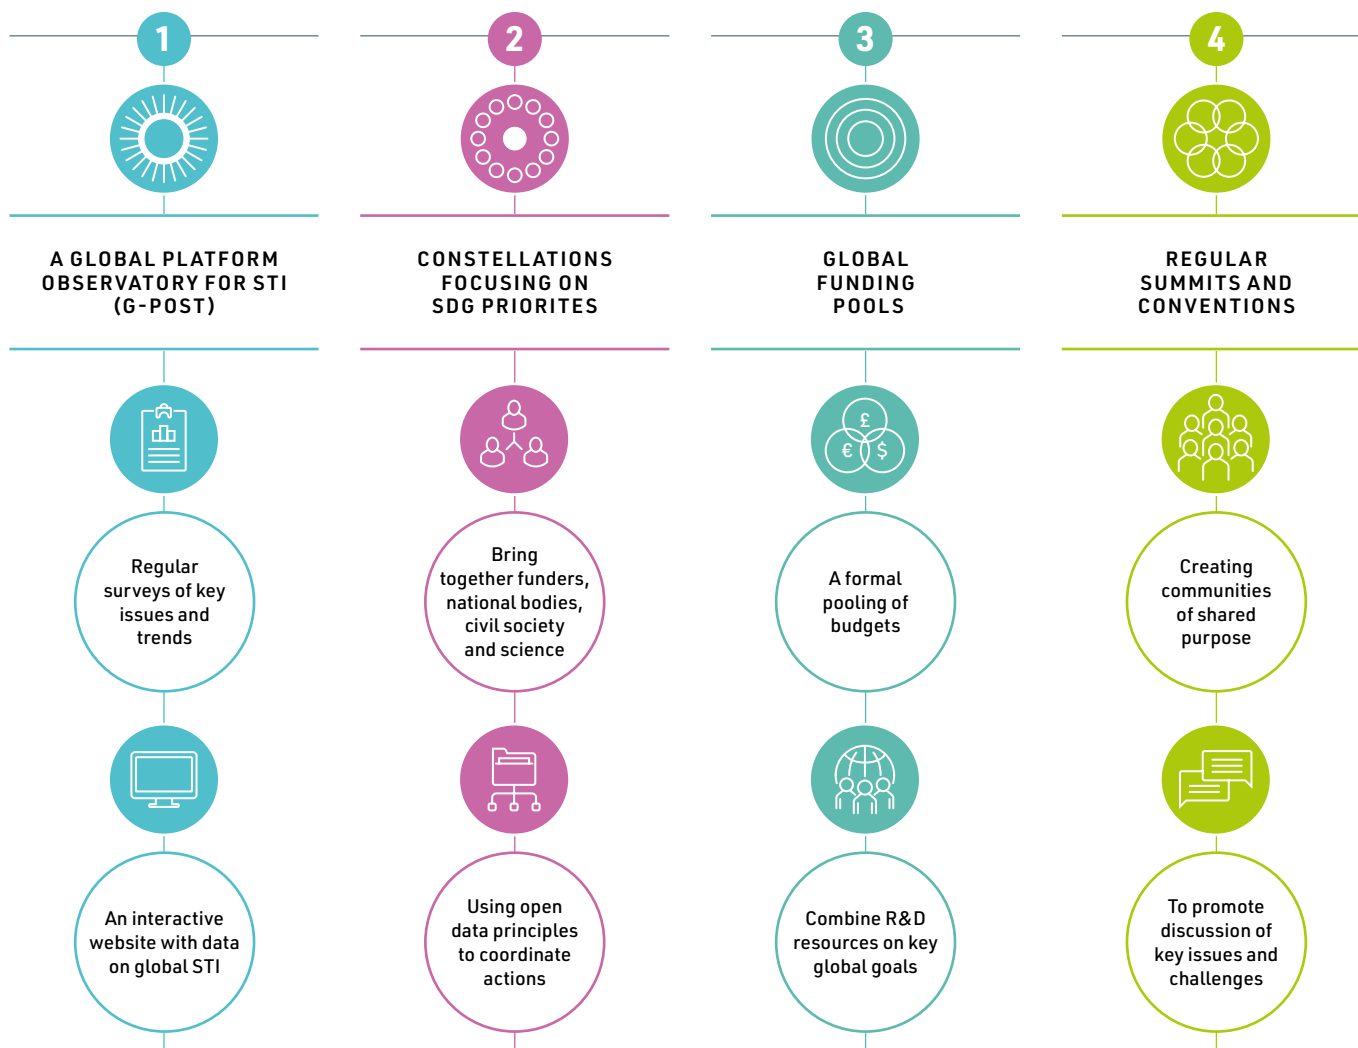 1
A GLOBAL PLATFORM
OBSERVATORY FOR STI
(G-POST)
Regular
surveys of key
issues and
trends
An interactive
website with data
on global STI
2
CONSTELLATIONS
FOCUSING ON
SDG PRIORITES
Bring
together funders,
national bodies,
civil society
and science
Using open
data principles
to coordinate
actions
3
GLOBAL
FUNDING
POOLS
£
€ $
A formal
pooling of
budgets
Combine R&D
resources on key
global goals
4
REGULAR
SUMMITS AND
CONVENTIONS
Creating
communities
of shared
purpose
To promote
discussion of
key issues and
challenges